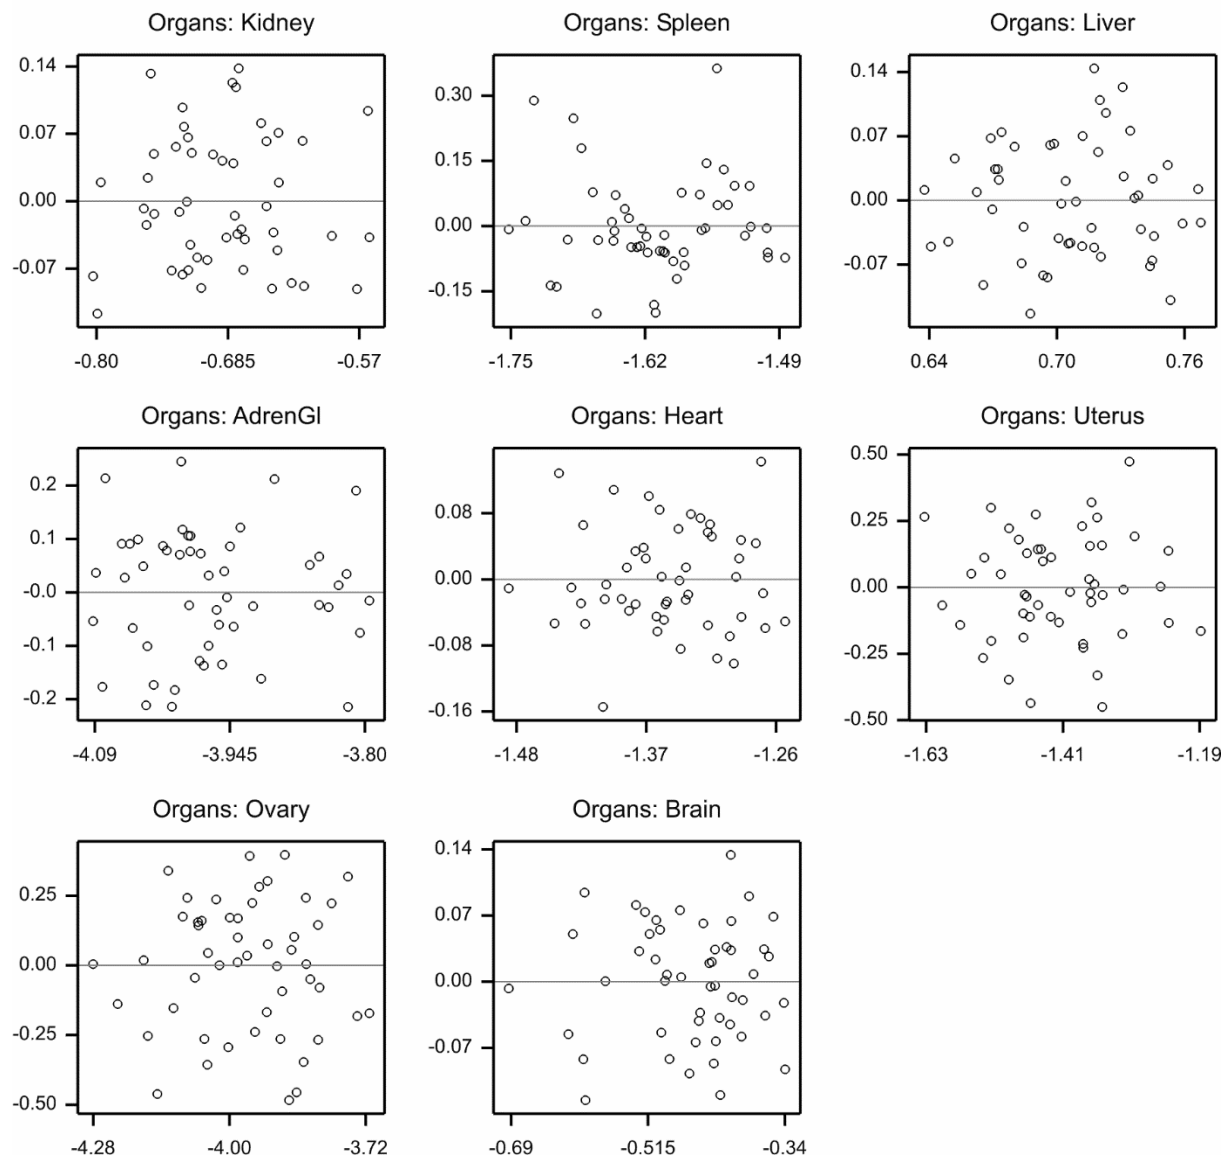 Organs: Kidney
0.14
0.07
0.00
-0.07
-0.80 -0.685 -0.57
Organs: Spleen
0.30
0.15
0.00
-0.15
-1.75 -1.62 -1.49
Organs: Liver
0.14
0.07
0.00
-0.07
0.64 0.70 0.76
Organs: AdrenGl
0.2
0.1
-0.0
-0.1
-0.2
-4.09 -3.945 -3.80
Organs: Heart
0.08
0.00
-0.08
-0.16
-1.48 -1.37 -1.26
Organs: Uterus
0.50
0.25
0.00
-0.25
-0.50
-1.63 -1.41 -1.19
Organs: Ovary
0.25
0.00
-0.25
-0.50
-4.28 -4.00 -3.72
Organs: Brain
0.14
0.07
0.00
-0.07
-0.69 -0.515 -0.34